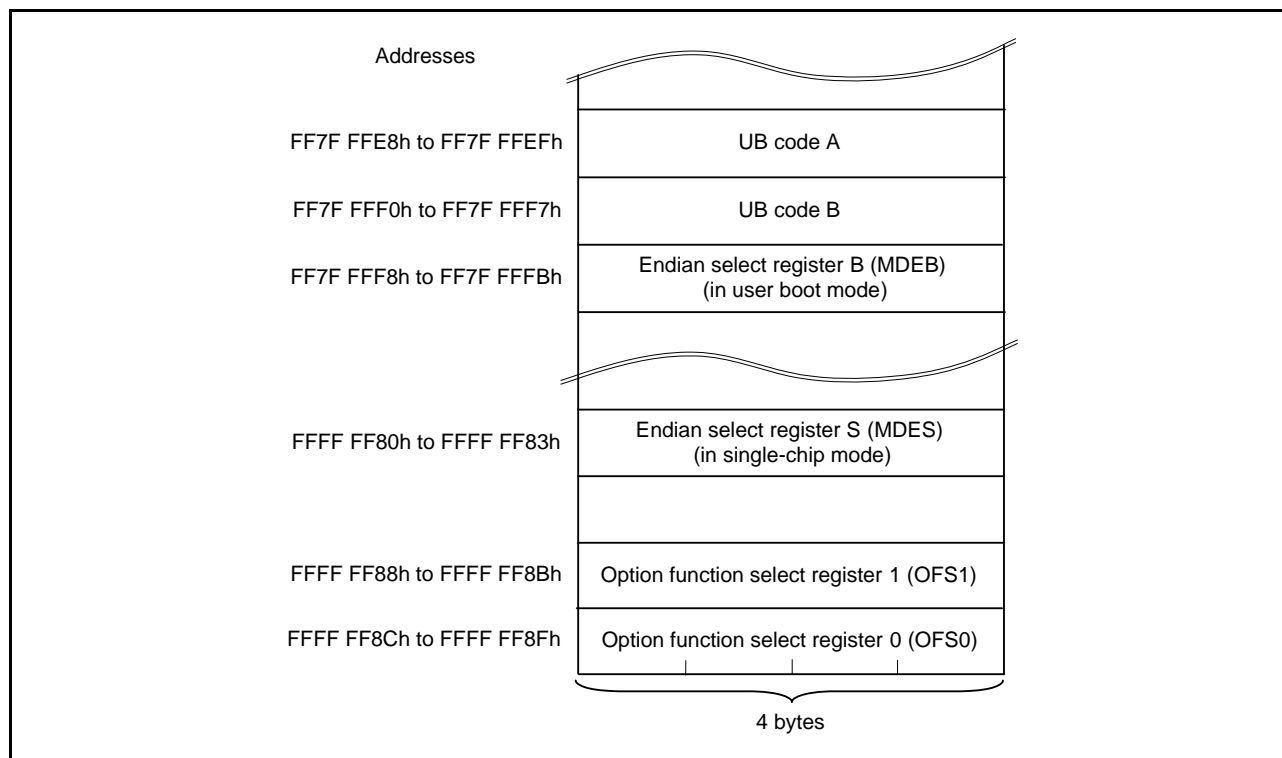 Addresses
FF7F FFE8h to FF7F FFEFh
UB code A
FF7F FFF0h to FF7F FFF7h
UB code B
FF7F FFF8h to FF7F FFFBh
Endian select register B (MDEB)
(in user boot mode)
FFFF FF80h to FFFF FF83h
Endian select register S (MDES)
(in single-chip mode)
FFFF FF88h to FFFF FF8Bh
Option function select register 1 (OFS1)
FFFF FF8Ch to FFFF FF8Fh
Option function select register 0 (OFS0)
4 bytes